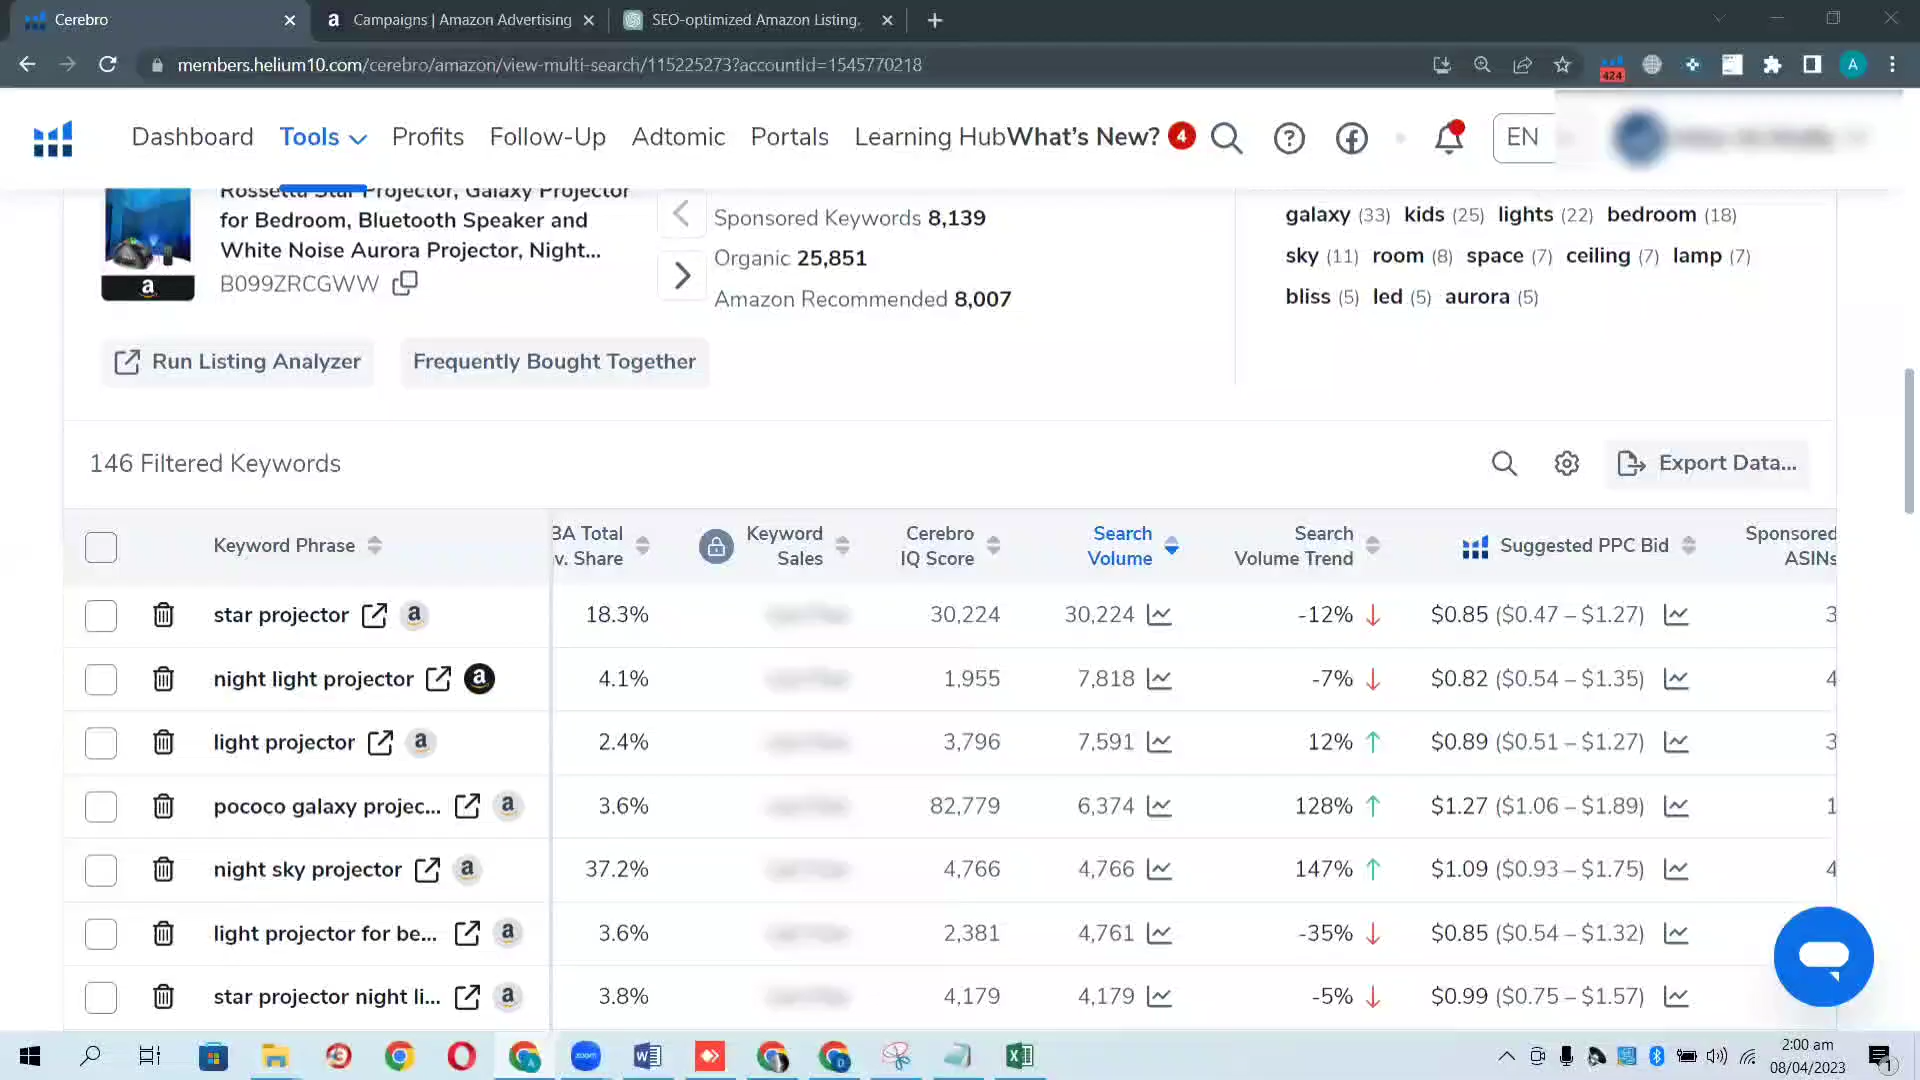 Cerebro
Campaigns | Amazon Advertising
SEO-optimized Amazon Listing.
members.helium10.com/cerebro/amazon/view-multi-search/115225273?accountId=1545770218
424
A
Dashboard
Tools
Profits
Follow-Up
Adtomic
Portals
Learning Hub
What's New?
4
EN
Rossetta Star Projector, Galaxy Projector
for Bedroom, Bluetooth Speaker and
White Noise Aurora Projector, Night...
B099ZRCGWW
Sponsored Keywords 8,139
Organic 25,851
Amazon Recommended 8,007
galaxy (33) kids (25) lights (22) bedroom (18)
sky (11) room (8) space (7) ceiling (7) lamp (7)
bliss (5) led (5) aurora (5)
Run Listing Analyzer
Frequently Bought Together
146 Filtered Keywords
Export Data...
Keyword Phrase
BA Total
v. Share
Keyword
Sales
Cerebro
IQ Score
Search
Volume
Search
Volume Trend
Suggested PPC Bid
Sponsored
ASINs
star projector 18.3% 30,224 30,224 -12% $0.85 ($0.47 – $1.27) 3
night light projector 4.1% 1,955 7,818 -7% $0.82 ($0.54 – $1.35) 4
light projector 2.4% 3,796 7,591 12% $0.89 ($0.51 – $1.27) 3
pococo galaxy projec... 3.6% 82,779 6,374 128% $1.27 ($1.06 – $1.89) 1
night sky projector 37.2% 4,766 4,766 147% $1.09 ($0.93 – $1.75) 4
light projector for be... 3.6% 2,381 4,761 -35% $0.85 ($0.54 – $1.32)
star projector night li... 3.8% 4,179 4,179 -5% $0.99 ($0.75 – $1.57)
zoom
2:00 am
08/04/2023
1